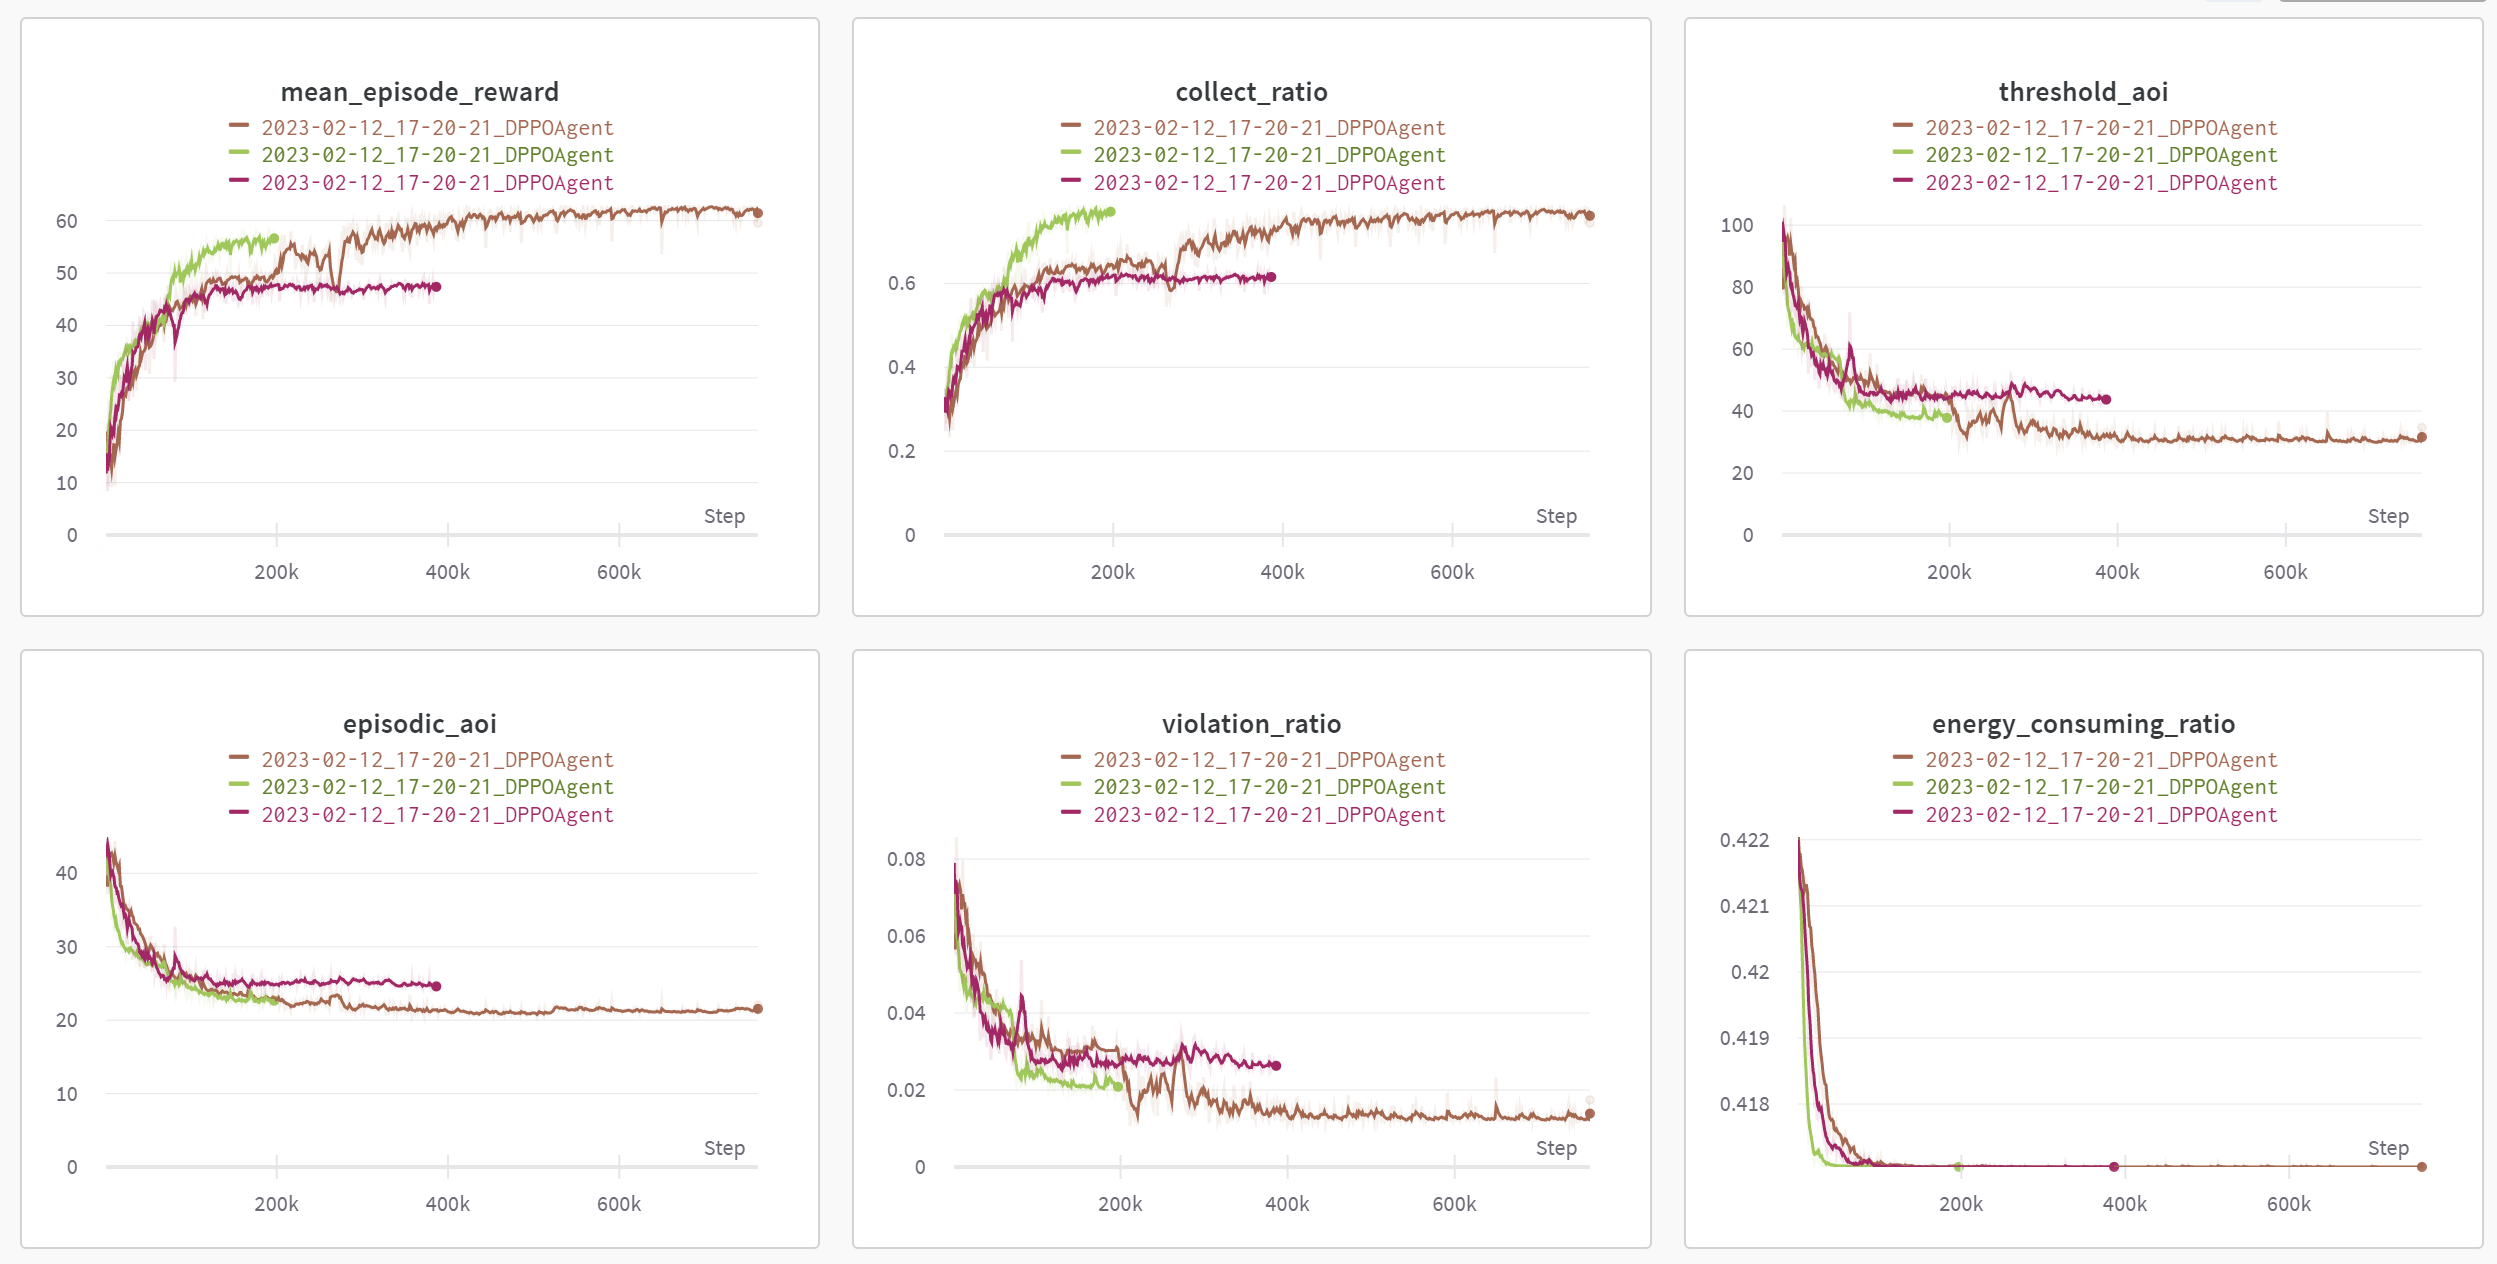 mean_episode_reward
2023-02-12_17-20-21_DPPOAgent
2023-02-12_17-20-21_DPPOAgent
2023-02-12_17-20-21_DPPOAgent
60
50
40
30
20
10
0
Step
200k 400k 600k
collect_ratio
2023-02-12_17-20-21_DPPOAgent
2023-02-12_17-20-21_DPPOAgent
2023-02-12_17-20-21_DPPOAgent
0.6
0.4
0.2
0
Step
200k 400k 600k
threshold_aoi
2023-02-12_17-20-21_DPPOAgent
2023-02-12_17-20-21_DPPOAgent
2023-02-12_17-20-21_DPPOAgent
100
80
60
40
20
0
Step
200k 400k 600k
episodic_aoi
2023-02-12_17-20-21_DPPOAgent
2023-02-12_17-20-21_DPPOAgent
2023-02-12_17-20-21_DPPOAgent
40
30
20
10
0
Step
200k 400k 600k
violation_ratio
2023-02-12_17-20-21_DPPOAgent
2023-02-12_17-20-21_DPPOAgent
2023-02-12_17-20-21_DPPOAgent
0.08
0.06
0.04
0.02
0
Step
200k 400k 600k
energy_consuming_ratio
2023-02-12_17-20-21_DPPOAgent
2023-02-12_17-20-21_DPPOAgent
2023-02-12_17-20-21_DPPOAgent
0.422
0.421
0.42
0.419
0.418
Step
200k 400k 600k